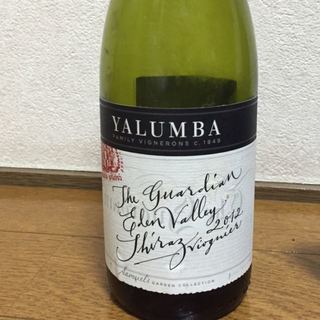 YALUMBA
FAMILY VIGNERONS C. 1849
The Guardian
Eden Valley
Shiraz Viognier
2012
Samuel's GARDEN COLLECTION